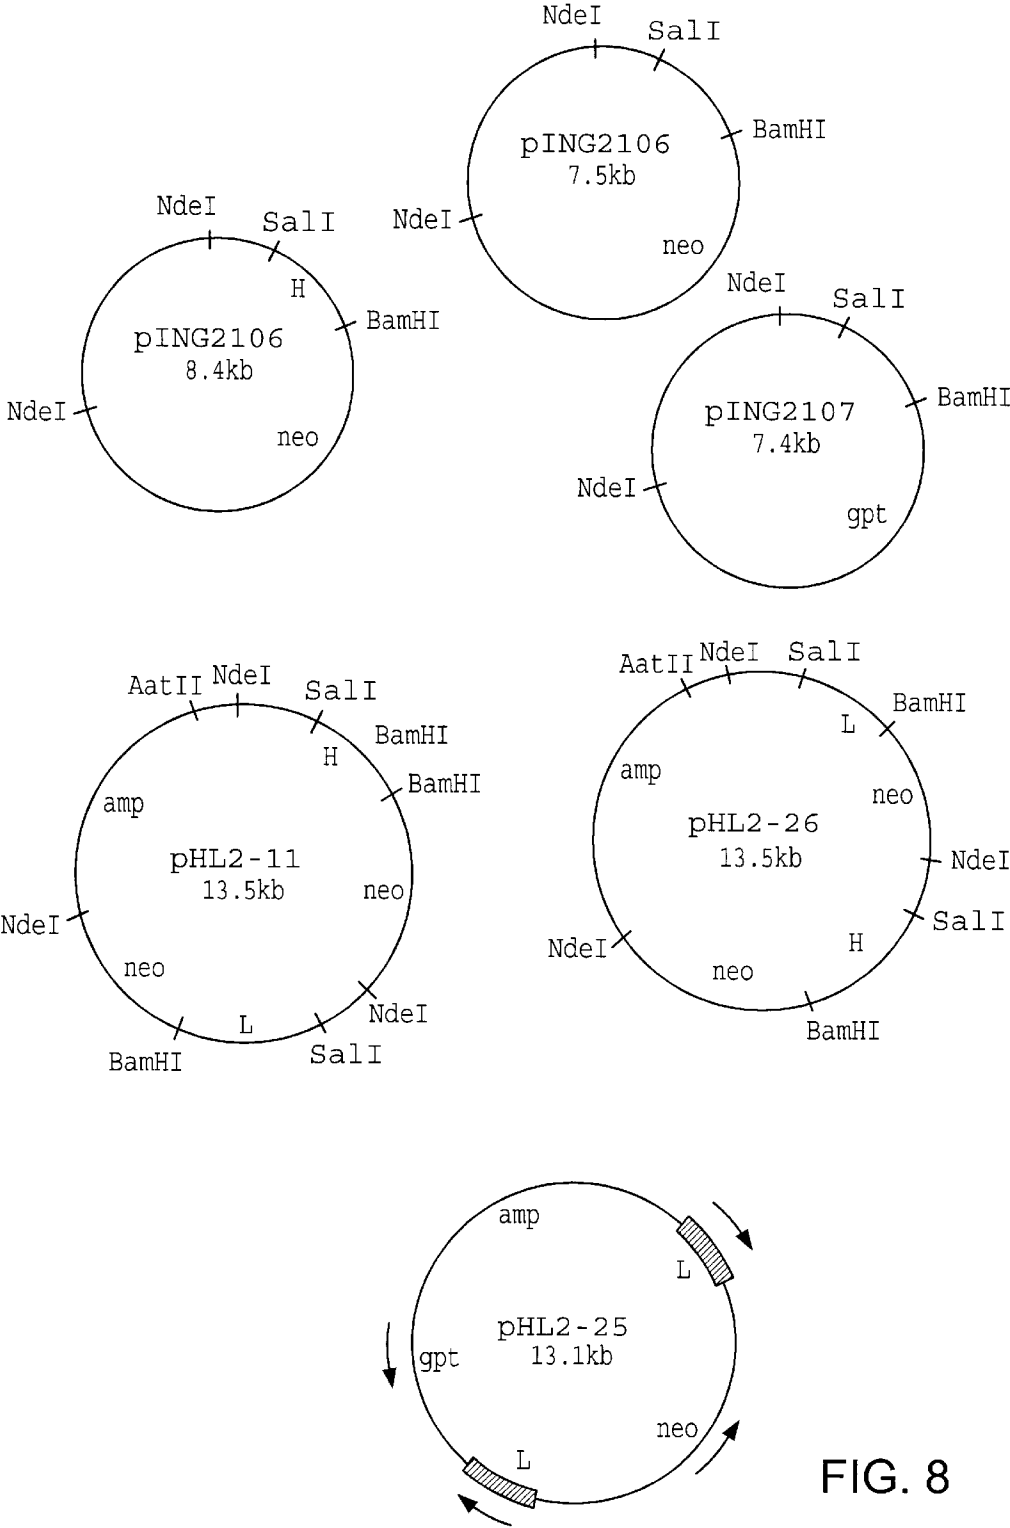 NdeI
SalI
BamHI
pING2106
7.5kb
NdeI
neo
NdeI
SalI
H
BamHI
pING2106
8.4kb
NdeI
neo
NdeI
SalI
BamHI
pING2107
7.4kb
NdeI
gpt
AatII
NdeI
SalI
H
BamHI
BamHI
amp
pHL2-11
13.5kb
neo
NdeI
neo
NdeI
L
BamHI
SalI
AatII
NdeI
SalI
BamHI
L
amp
neo
pHL2-26
13.5kb
NdeI
SalI
H
NdeI
neo
BamHI
amp
L
pHL2-25
13.1kb
gpt
neo
L
FIG. 8